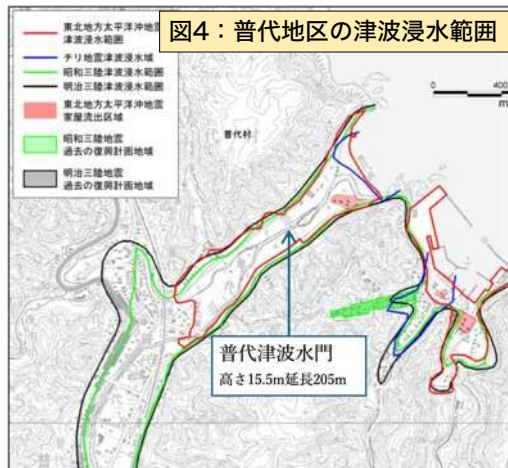 図4：普代地区の津波浸水範囲
東北地方太平洋沖地震
津波浸水範囲
チリ地震津波浸水域
昭和三陸津波浸水範囲
明治三陸津波浸水範囲
東北地方太平洋沖地震
家屋流出区域
昭和三陸地震
過去の復興計画地域
明治三陸地震
過去の復興計画地域
0 400
m
普代村
普代津波水門
高さ15.5m延長205m